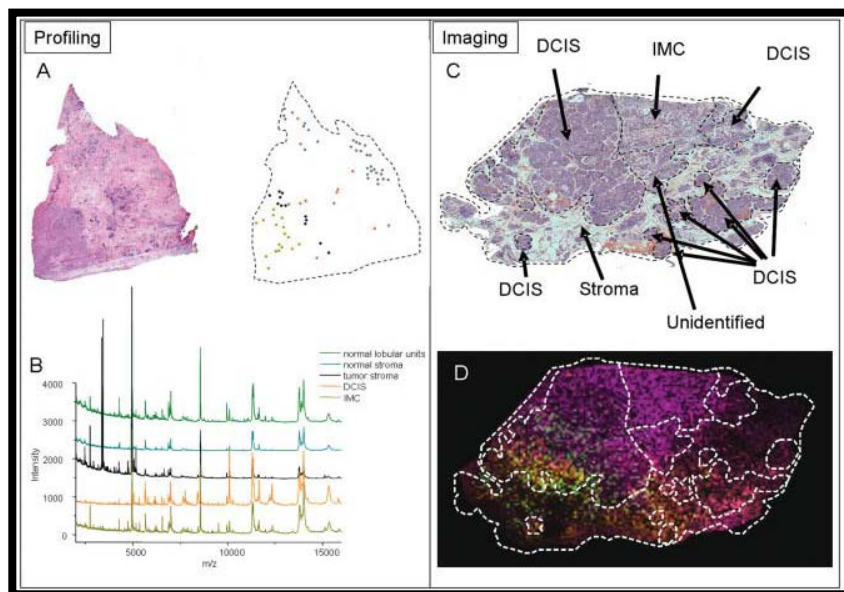 Profiling
A
B
normal lobular units
normal stroma
tumor stroma
DCIS
IMC
4000
3000
2000
1000
0
Intensity
5000
10000
15000
m/z
Imaging
C
DCIS
IMC
DCIS
DCIS
Stroma
DCIS
Unidentified
D